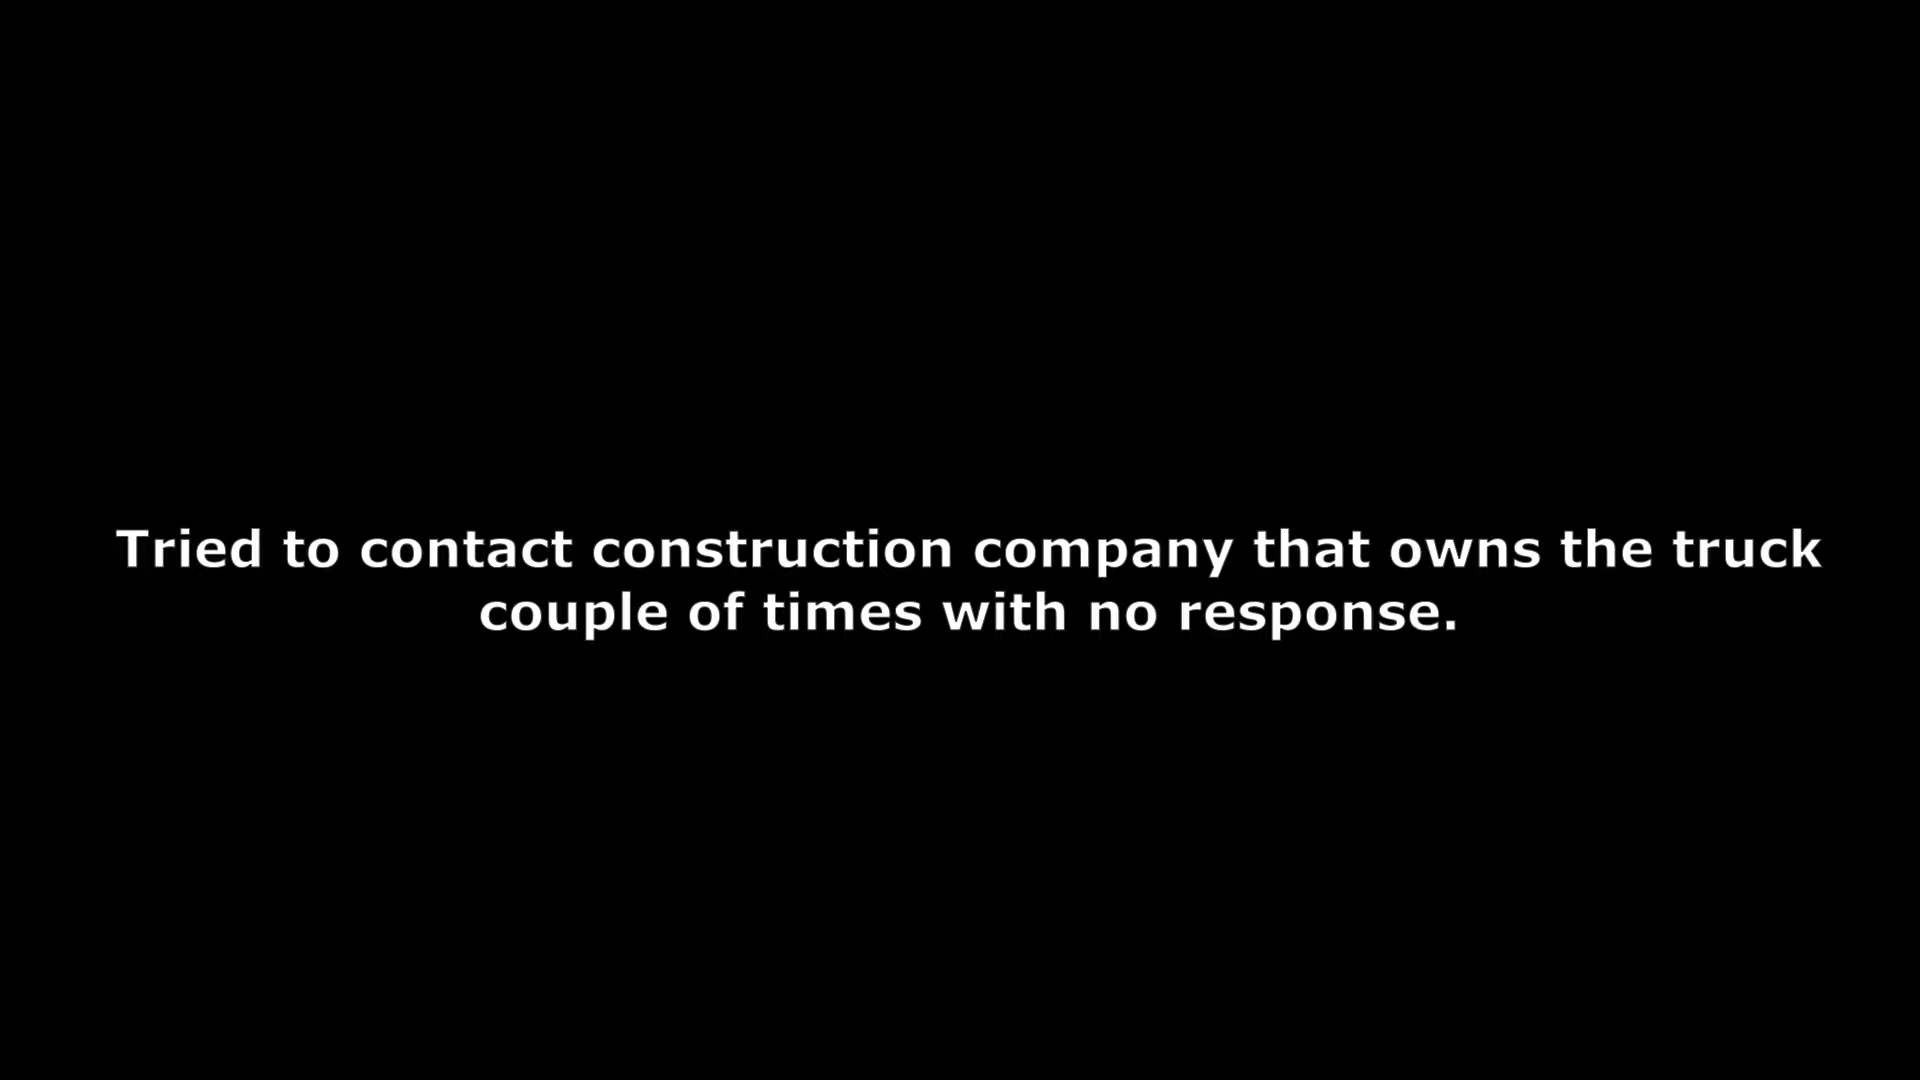 Tried to contact construction company that owns the truck
couple of times with no response.